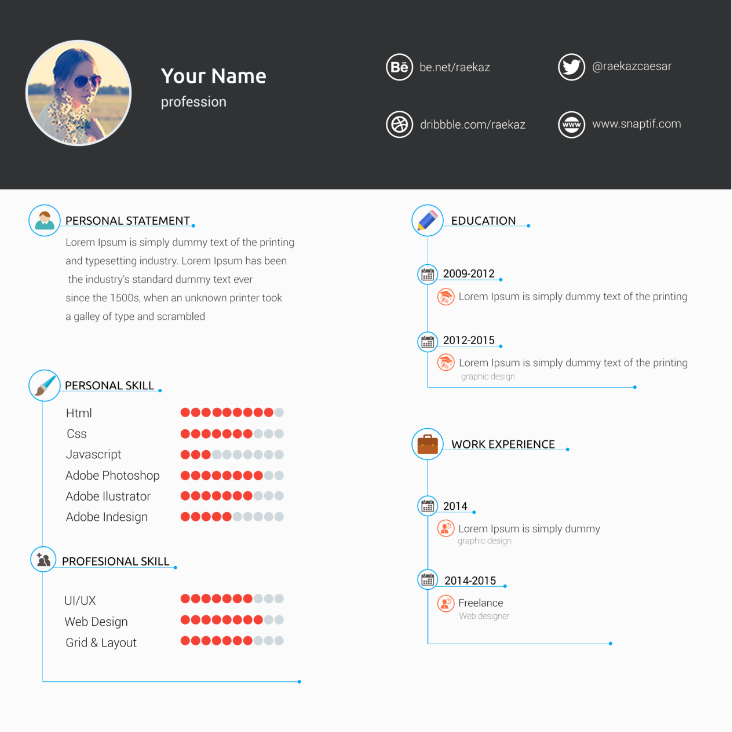 Your Name
profession
Bē be.net/raekaz
@raekazcaesar
dribbble.com/raekaz
www www.snaptif.com
PERSONAL STATEMENT
Lorem Ipsum is simply dummy text of the printing
and typesetting industry. Lorem Ipsum has been
the industry's standard dummy text ever
since the 1500s, when an unknown printer took
a galley of type and scrambled
PERSONAL SKILL
Html
Css
Javascript
Adobe Photoshop
Adobe Ilustrator
Adobe Indesign
PROFESIONAL SKILL
UI/UX
Web Design
Grid & Layout
EDUCATION
2009-2012
Lorem Ipsum is simply dummy text of the printing
2012-2015
Lorem Ipsum is simply dummy text of the printing
graphic design
WORK EXPERIENCE
2014
Lorem Ipsum is simply dummy
graphic design
2014-2015
Freelance
Web designer